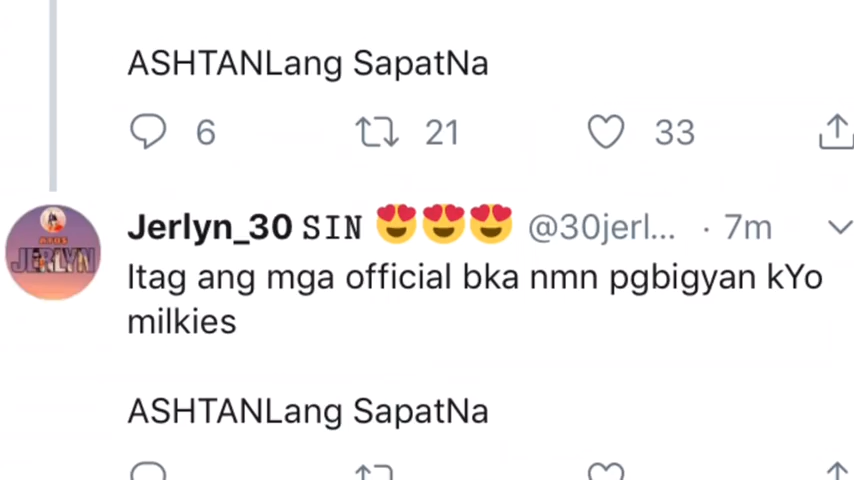 ASHTANLang SapatNa
6 21 33
Jerlyn_30 SIN 😍😍😍 @30jerl... · 7m
JERLYN
Itag ang mga official bka nmn pgbigyan kYo
milkies
ASHTANLang SapatNa